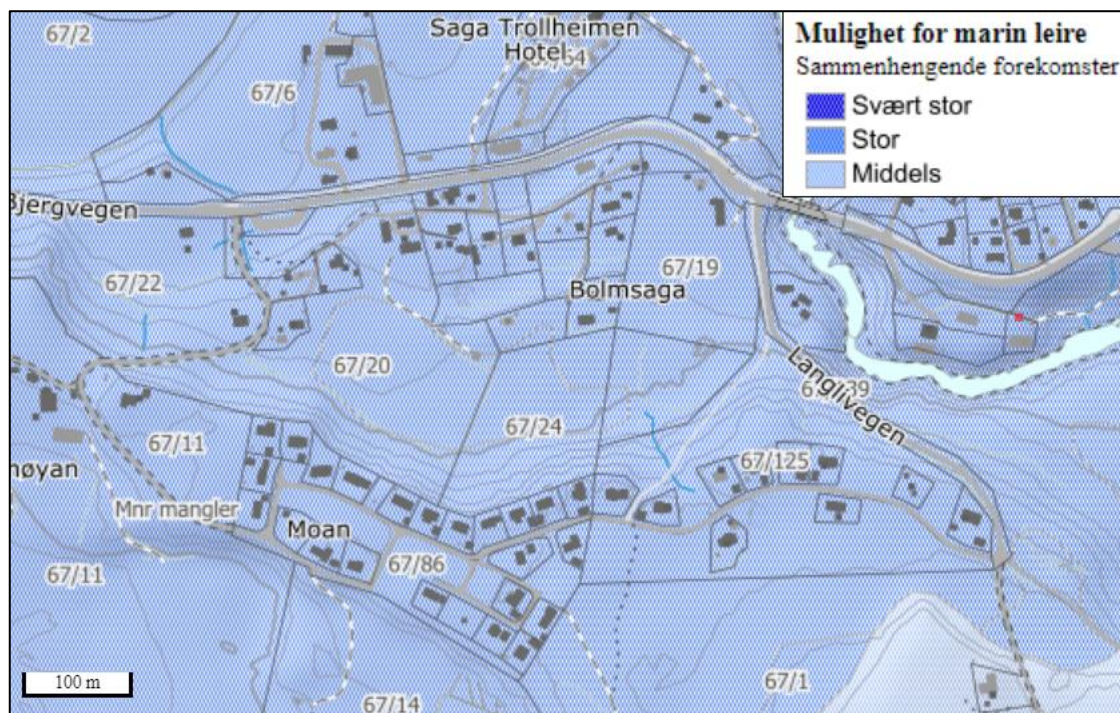 67/2
Saga Trollheimen
Hotel
67/6
Mulighet for marin leire
Sammenhengende forekomster
Svært stor
Stor
Middels
Bjergvegen
67/22
67/19
Bolmsaga
67/20
Langlivegen
67/24
67/11
67/125
Mnr mangler
Moan
67/86
67/11
100 m
67/14
67/1